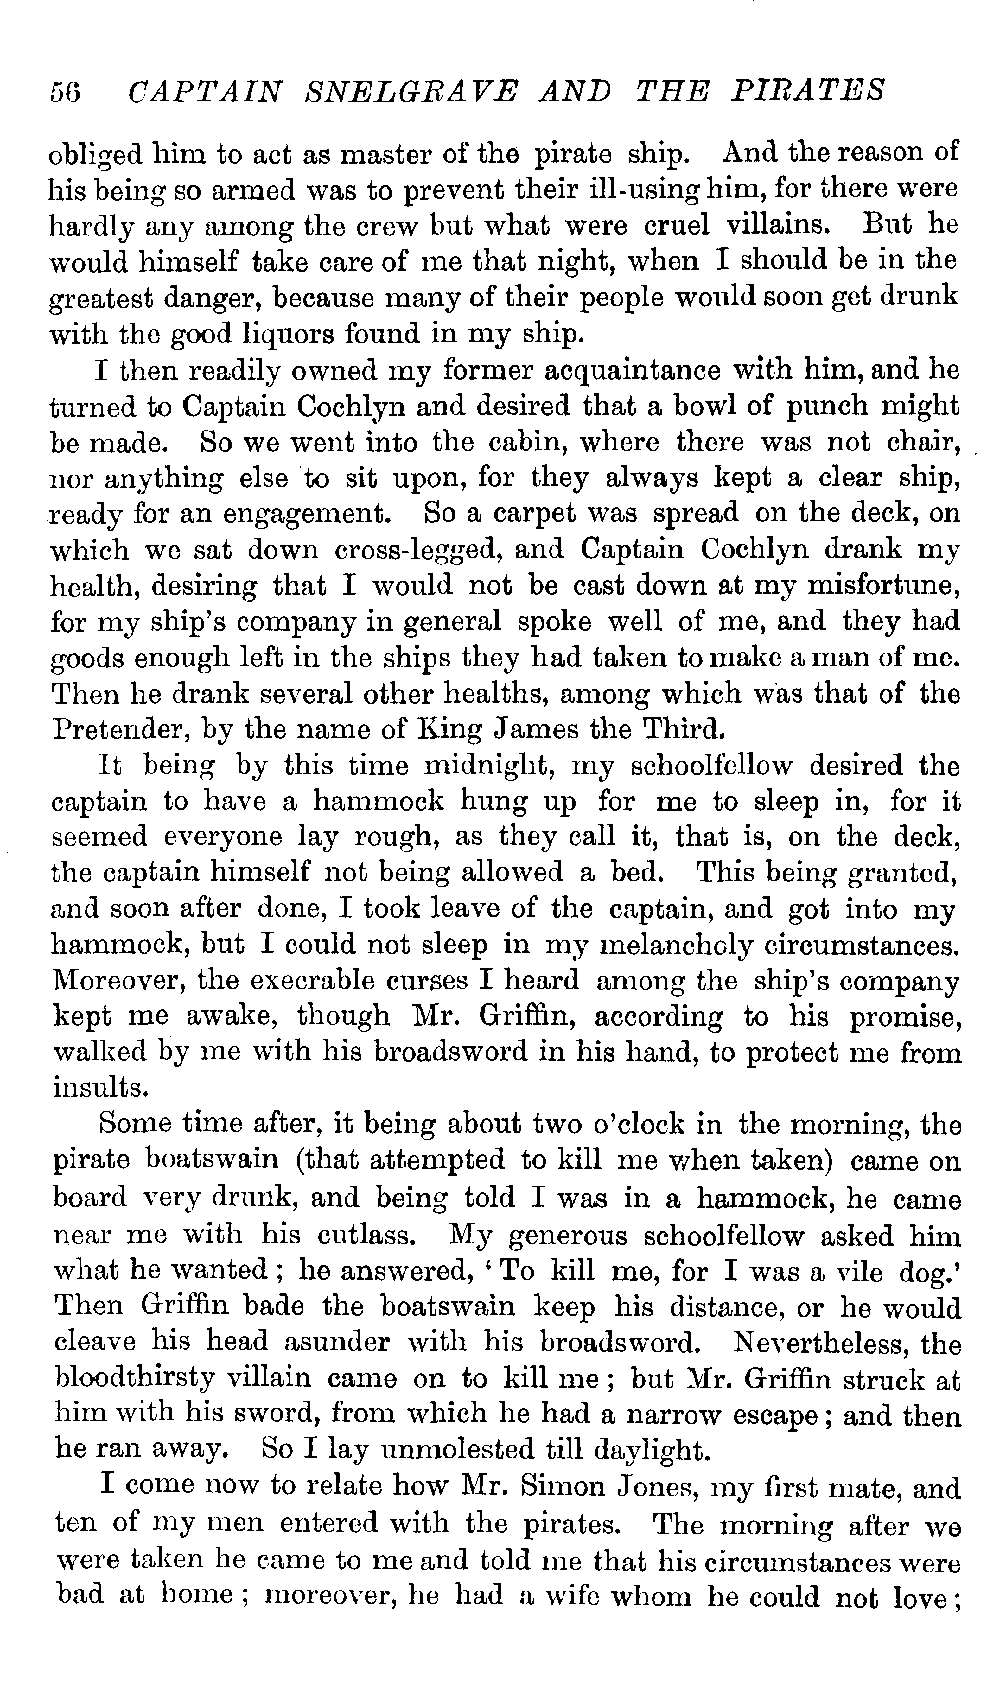 56 CAPTAIN SNELGRAVE AND THE PIRATES
obliged him to act as master of the pirate ship. And the reason of
his being so armed was to prevent their ill-using him, for there were
hardly any among the crew but what were cruel villains. But he
would himself take care of me that night, when I should be in the
greatest danger, because many of their people would soon get drunk
with the good liquors found in my ship.
I then readily owned my former acquaintance with him, and he
turned to Captain Cochlyn and desired that a bowl of punch might
be made. So we went into the cabin, where there was not chair,
nor anything else to sit upon, for they always kept a clear ship,
ready for an engagement. So a carpet was spread on the deck, on
which we sat down cross-legged, and Captain Cochlyn drank my
health, desiring that I would not be cast down at my misfortune,
for my ship's company in general spoke well of me, and they had
goods enough left in the ships they had taken to make a man of me.
Then he drank several other healths, among which was that of the
Pretender, by the name of King James the Third.
It being by this time midnight, my schoolfellow desired the
captain to have a hammock hung up for me to sleep in, for it
seemed everyone lay rough, as they call it, that is, on the deck,
the captain himself not being allowed a bed. This being granted,
and soon after done, I took leave of the captain, and got into my
hammock, but I could not sleep in my melancholy circumstances.
Moreover, the execrable curses I heard among the ship's company
kept me awake, though Mr. Griffin, according to his promise,
walked by me with his broadsword in his hand, to protect me from
insults.
Some time after, it being about two o'clock in the morning, the
pirate boatswain (that attempted to kill me when taken) came on
board very drunk, and being told I was in a hammock, he came
near me with his cutlass. My generous schoolfellow asked him
what he wanted; he answered, 'To kill me, for I was a vile dog.'
Then Griffin bade the boatswain keep his distance, or he would
cleave his head asunder with his broadsword. Nevertheless, the
bloodthirsty villain came on to kill me; but Mr. Griffin struck at
him with his sword, from which he had a narrow escape; and then
he ran away. So I lay unmolested till daylight.
I come now to relate how Mr. Simon Jones, my first mate, and
ten of my men entered with the pirates. The morning after we
were taken he came to me and told me that his circumstances were
bad at home; moreover, he had a wife whom he could not love;